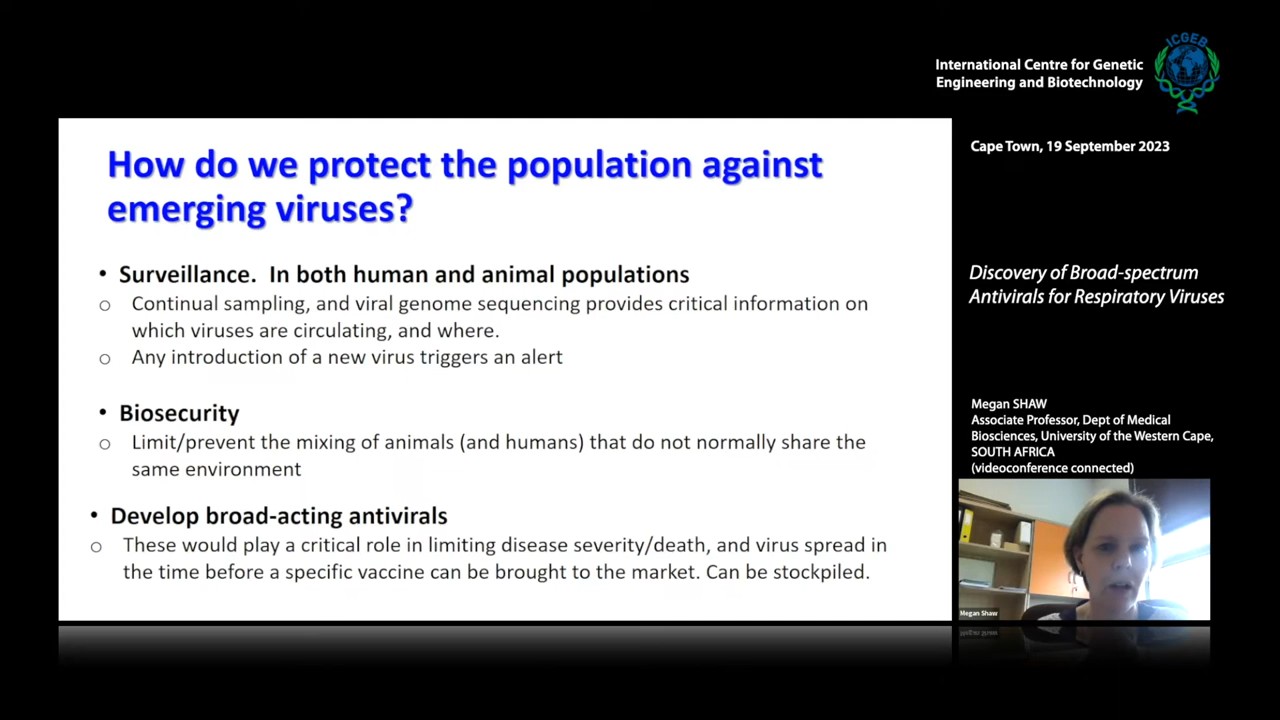 ICGEB
International Centre for Genetic
Engineering and Biotechnology
Cape Town, 19 September 2023
How do we protect the population against
emerging viruses?
• Surveillance. In both human and animal populations
o Continual sampling, and viral genome sequencing provides critical information on
which viruses are circulating, and where.
o Any introduction of a new virus triggers an alert
• Biosecurity
o Limit/prevent the mixing of animals (and humans) that do not normally share the
same environment
• Develop broad-acting antivirals
o These would play a critical role in limiting disease severity/death, and virus spread in
the time before a specific vaccine can be brought to the market. Can be stockpiled.
Discovery of Broad-spectrum
Antivirals for Respiratory Viruses
Megan SHAW
Associate Professor, Dept of Medical
Biosciences, University of the Western Cape,
SOUTH AFRICA
(videoconference connected)
Megan Shaw